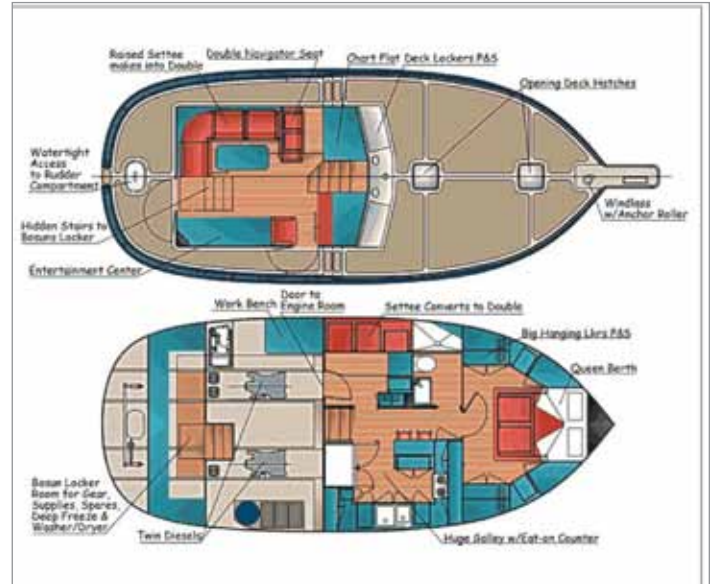 Raised Settee
makes into Double
Double Navigator Seat
Chart Flat Deck Lockers P&S
Opening Deck Hatches
Watertight
Access
to Rudder
Compartment
Windlass
w/Anchor Roller
Hidden Stairs to
Bosuns Locker
Entertainment Center
Work Bench
Door to
Engine Room
Settee Converts to Double
Big Hanging Lkrs P&S
Queen Berth
Bosun Locker
Room for Gear,
Supplies, Spares,
Deep Freeze &
Washer/Dryer
Twin Diesels
Huge Galley w/Eat-on Counter